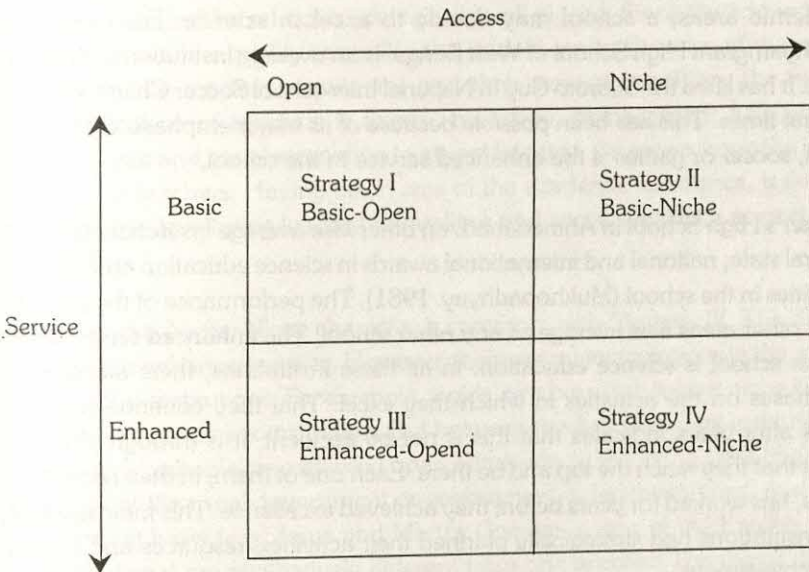 Access
Open Niche
Basic
Strategy I
Basic-Open
Strategy II
Basic-Niche
Service
Enhanced
Strategy III
Enhanced-Opend
Strategy IV
Enhanced-Niche